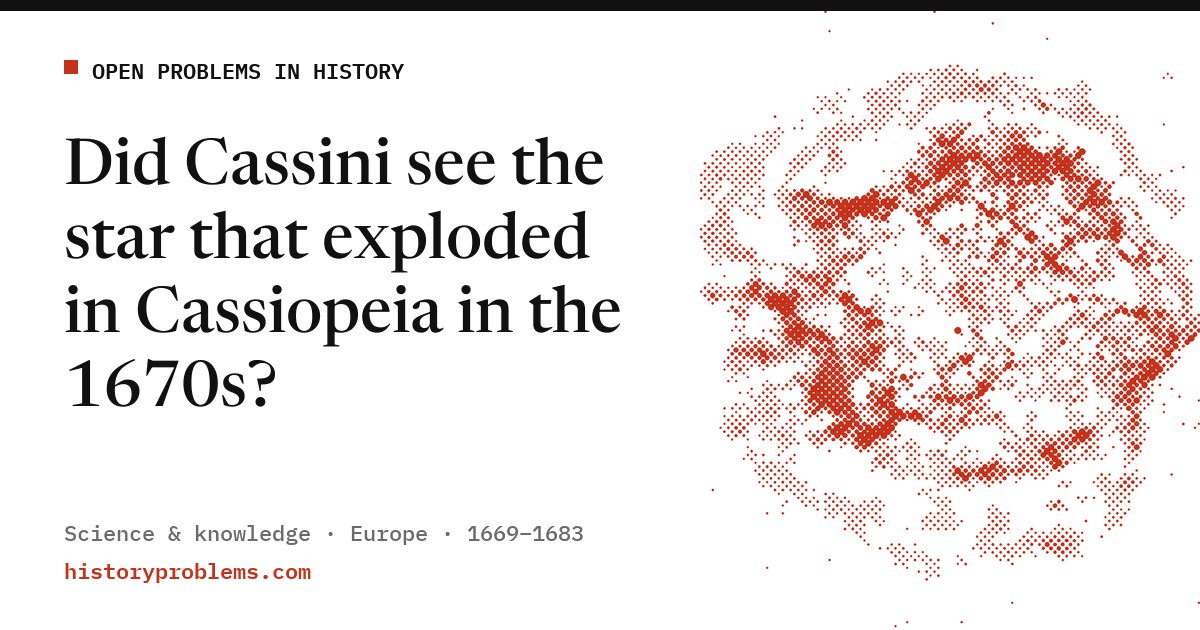 OPEN PROBLEMS IN HISTORY
Did Cassini see the
star that exploded
in Cassiopeia in the
1670s?
Science & knowledge · Europe · 1669–1683
historyproblems.com